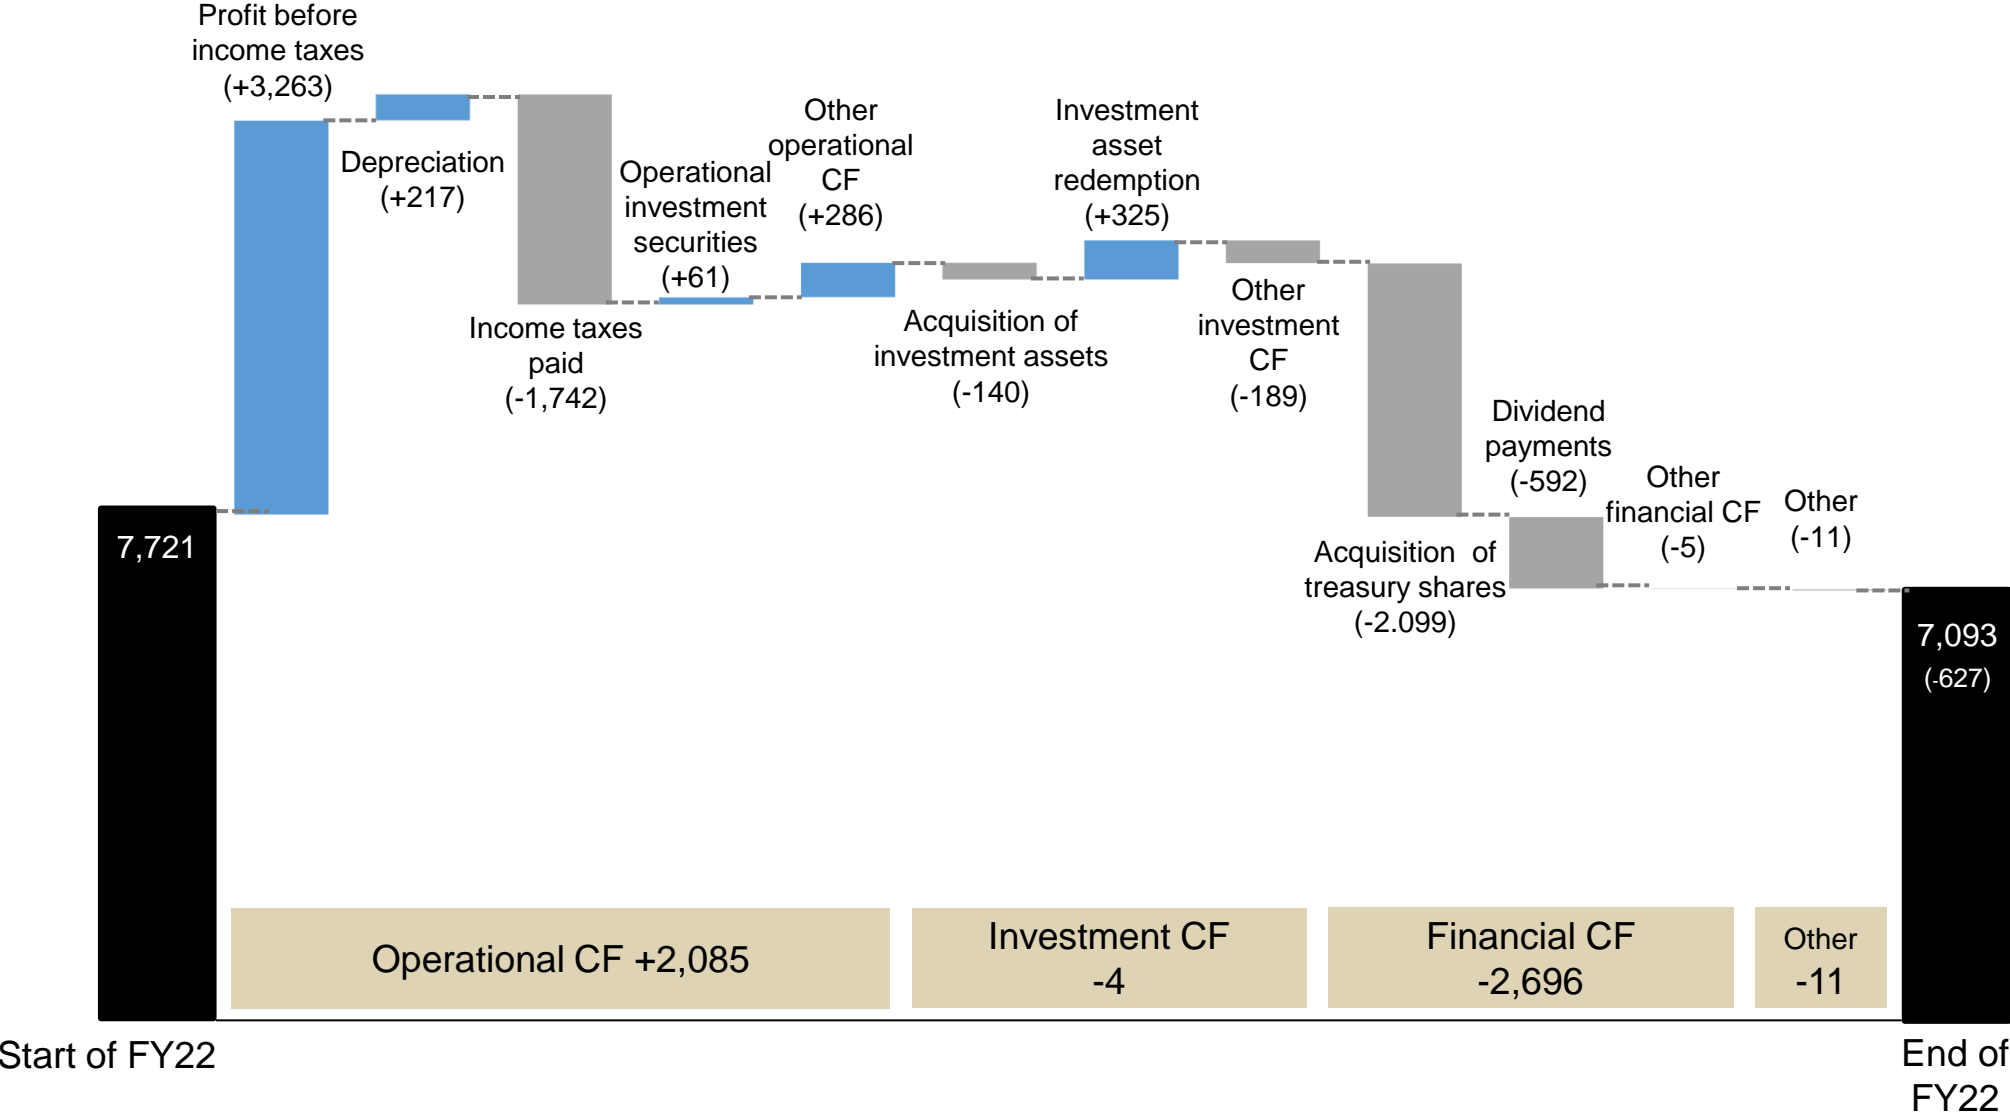 Profit before
income taxes
(+3,263)
Depreciation
(+217)
Income taxes
paid
(-1,742)
Operational
investment
securities
(+61)
Other
operational
CF
(+286)
Acquisition of
investment assets
(-140)
Investment
asset
redemption
(+325)
Other
investment
CF
(-189)
Acquisition of
treasury shares
(-2.099)
Dividend
payments
(-592)
Other
financial CF
(-5)
Other
(-11)
7,721
7,093
(-627)
Operational CF +2,085
Investment CF
-4
Financial CF
-2,696
Other
-11
Start of FY22
End of
FY22